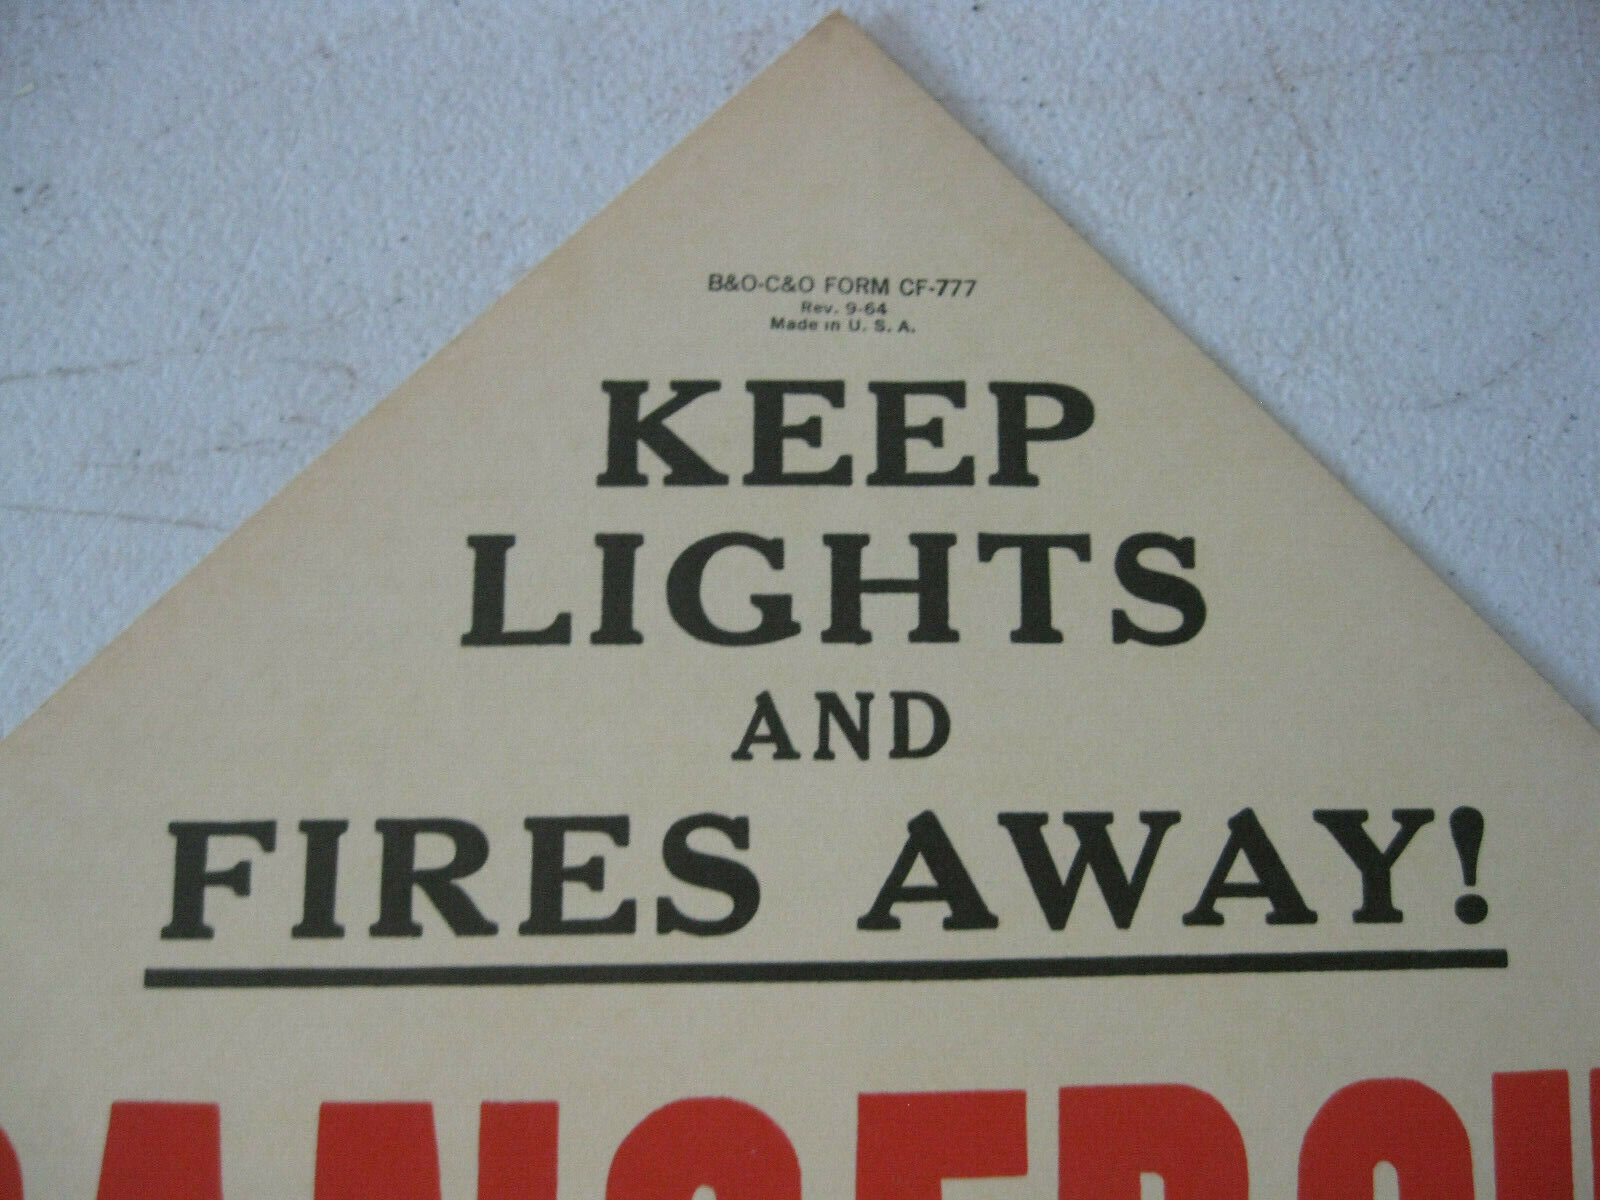 B&O-C&O FORM CF-777
Rev. 9-64
Made in U. S. A.
KEEP
LIGHTS
AND
FIRES AWAY!